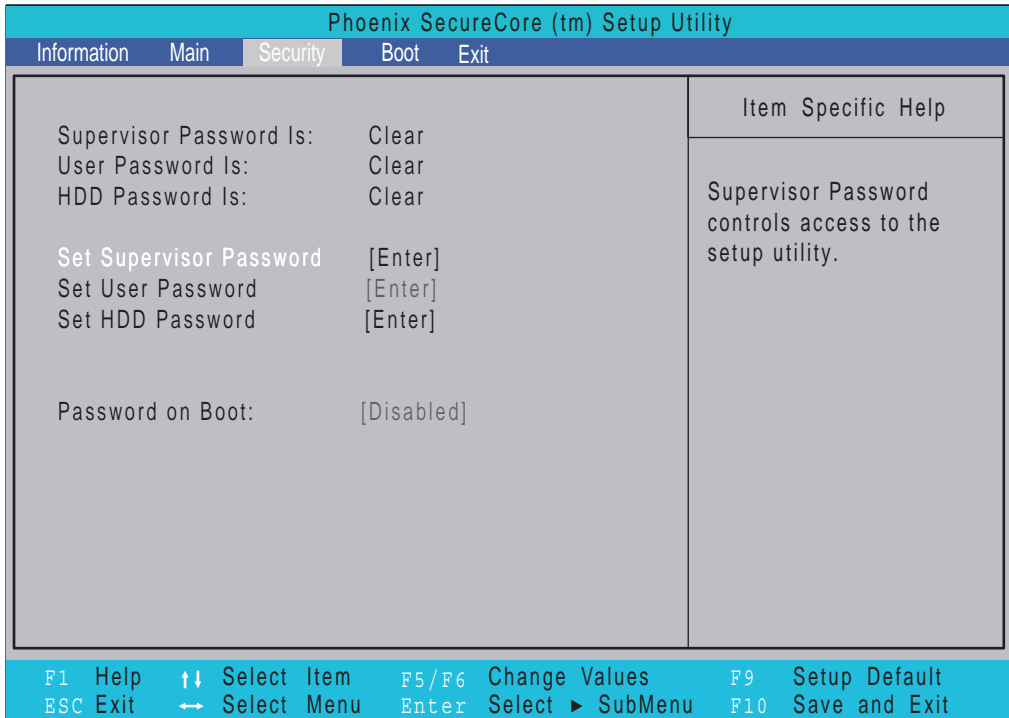 Phoenix SecureCore (tm) Setup Utility
Information Main Security Boot Exit
Supervisor Password Is: Clear
User Password Is: Clear
HDD Password Is: Clear
Set Supervisor Password [Enter]
Set User Password [Enter]
Set HDD Password [Enter]
Password on Boot: [Disabled]
Item Specific Help
Supervisor Password
controls access to the
setup utility.
F1 Help ↑↓ Select Item F5/F6 Change Values F9 Setup Default
ESC Exit ↔ Select Menu Enter Select ► SubMenu F10 Save and Exit